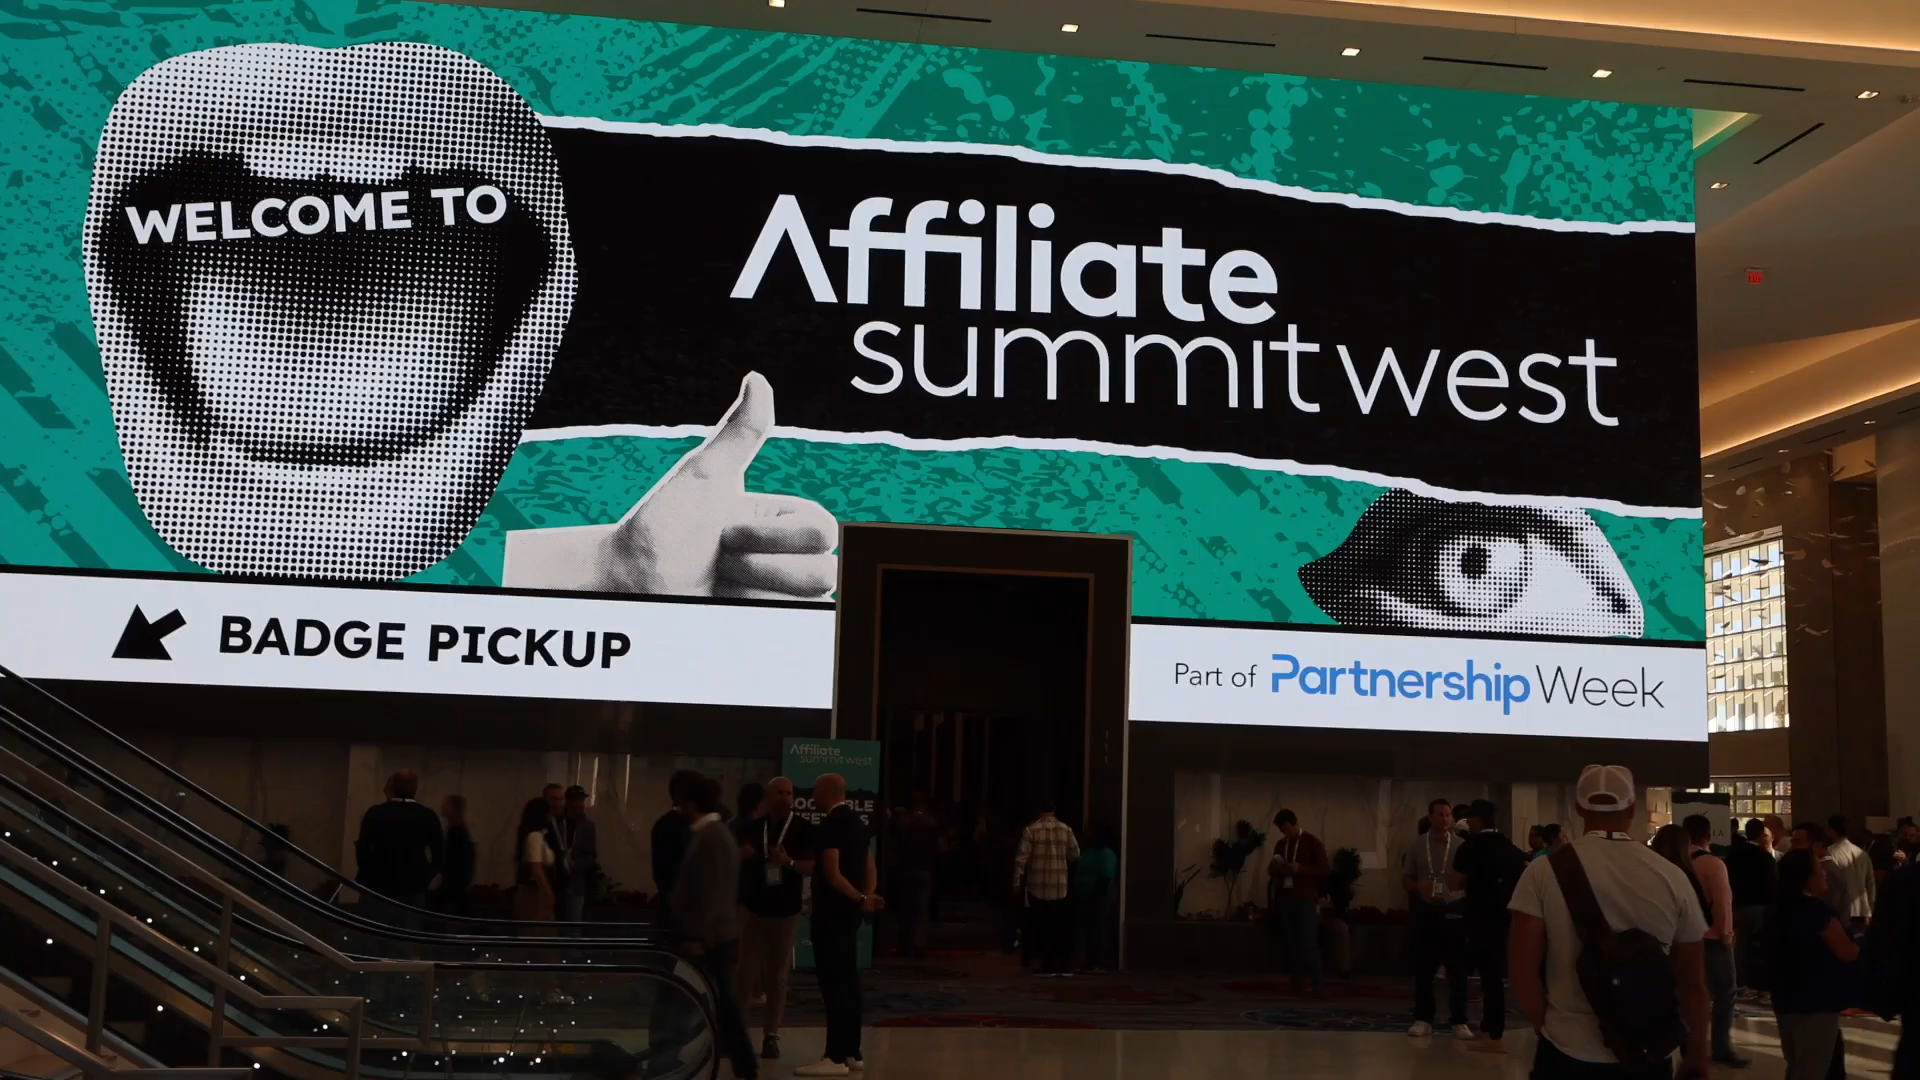 WELCOME TO
Affiliate
summit west
BADGE PICKUP
Part of Partnership Week
Affiliate
summit west